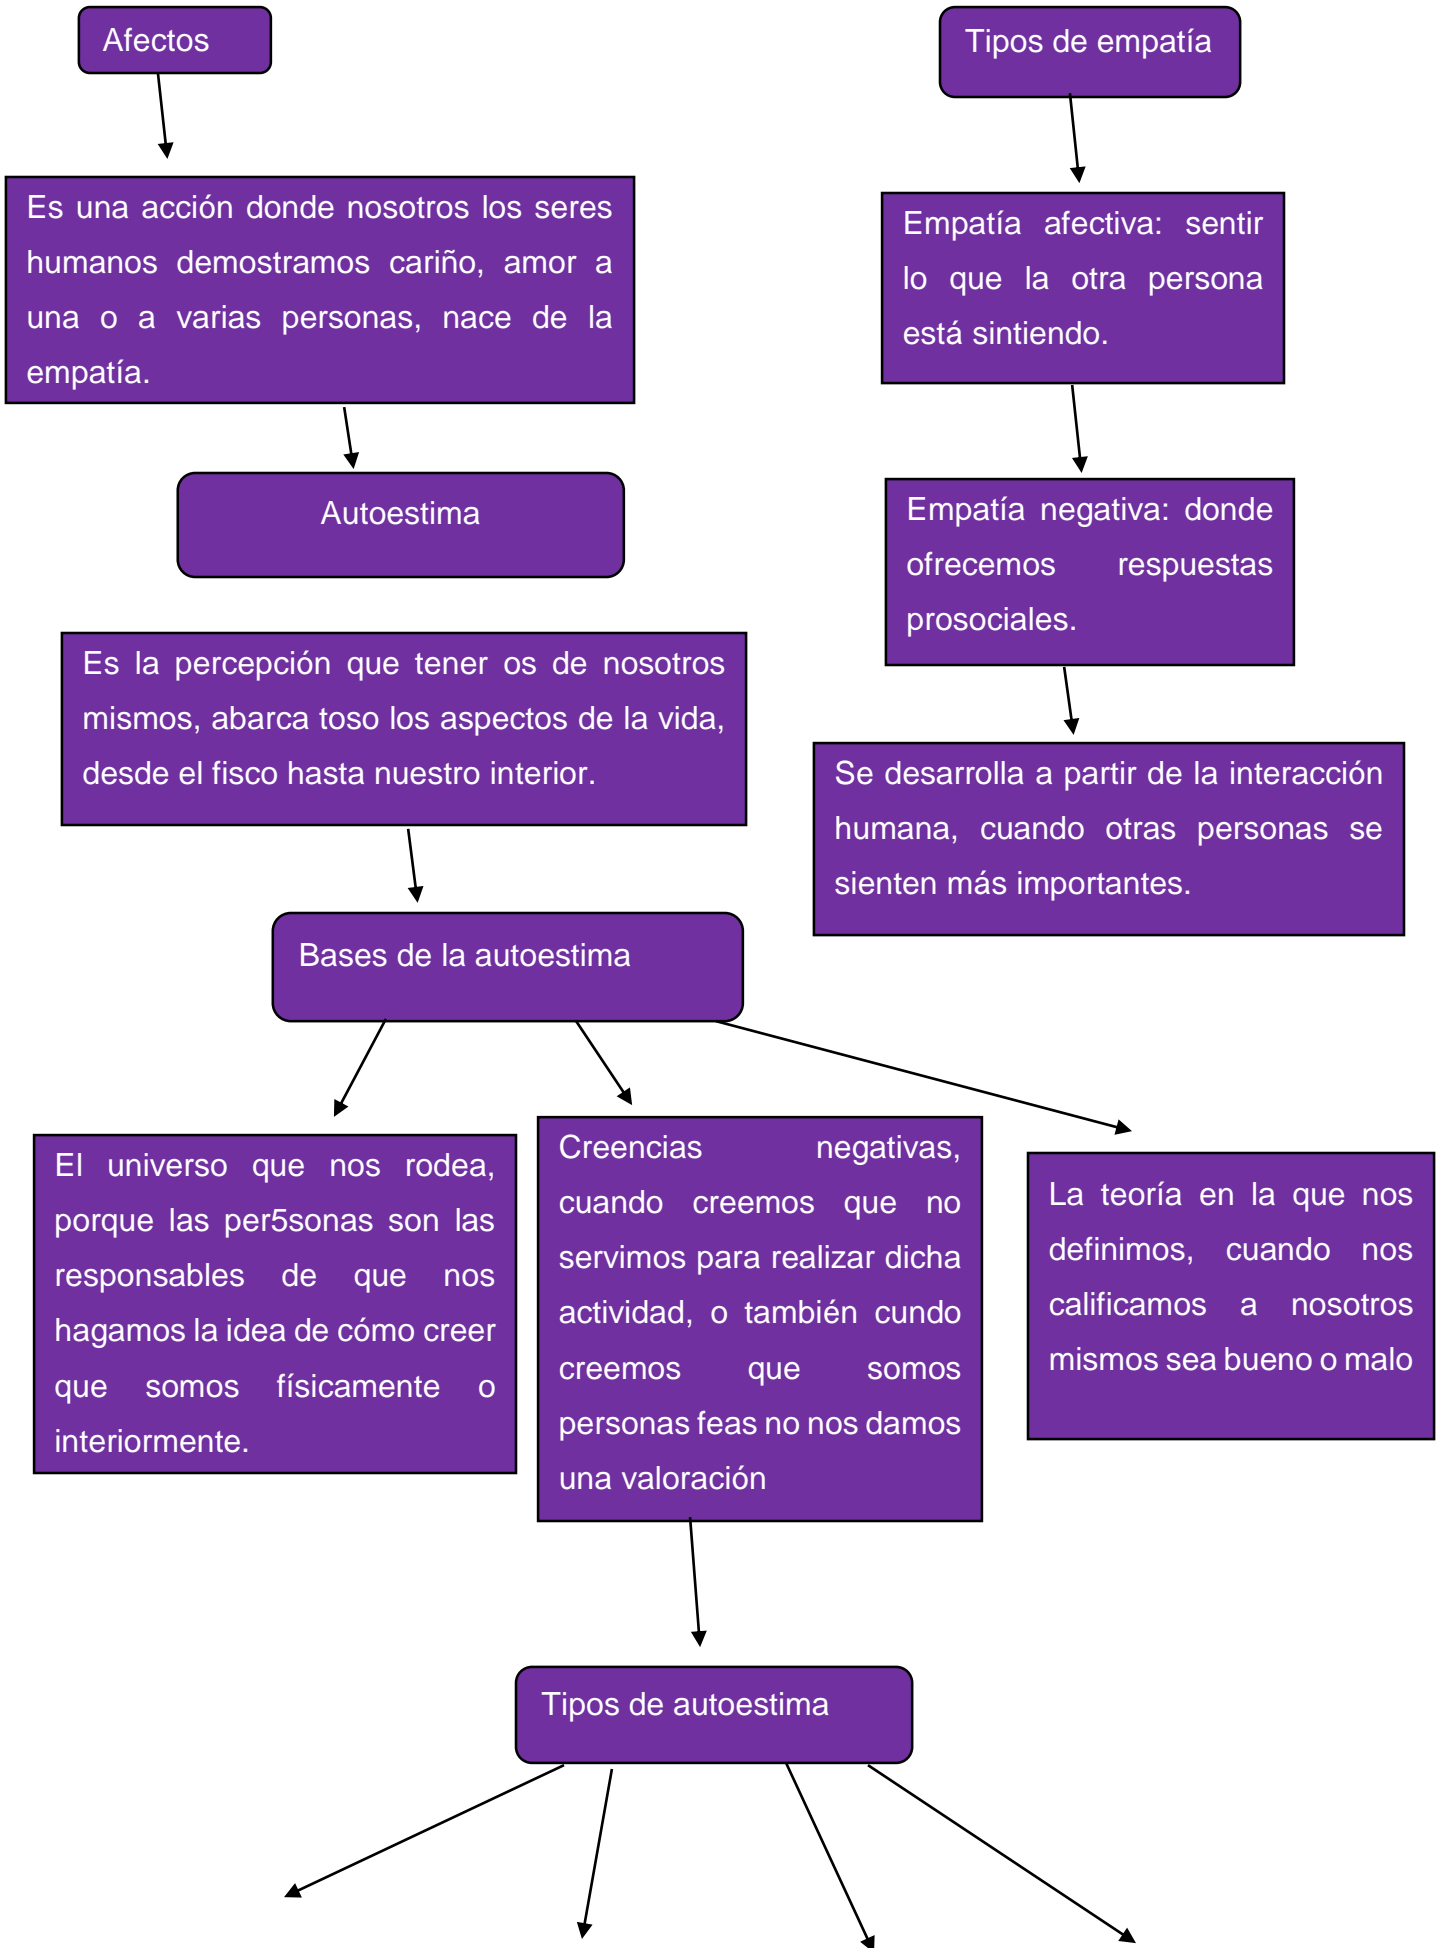 Afectos
Es una acción donde nosotros los seres
humanos demostramos cariño, amor a
una o a varias personas, nace de la
empatía.
Autoestima
Es la percepción que tener os de nosotros
mismos, abarca toso los aspectos de la vida,
desde el fisco hasta nuestro interior.
Tipos de empatía
Empatía afectiva: sentir
lo que la otra persona
está sintiendo.
Empatía negativa: donde
ofrecemos respuestas
prosociales.
Se desarrolla a partir de la interacción
humana, cuando otras personas se
sienten más importantes.
Bases de la autoestima
El universo que nos rodea,
porque las per5sonas son las
responsables de que nos
hagamos la idea de cómo creer
que somos físicamente o
interiormente.
Creencias negativas,
cuando creemos que no
servimos para realizar dicha
actividad, o también cundo
creemos que somos
personas feas no nos damos
una valoración
La teoría en la que nos
definimos, cuando nos
calificamos a nosotros
mismos sea bueno o malo
Tipos de autoestima